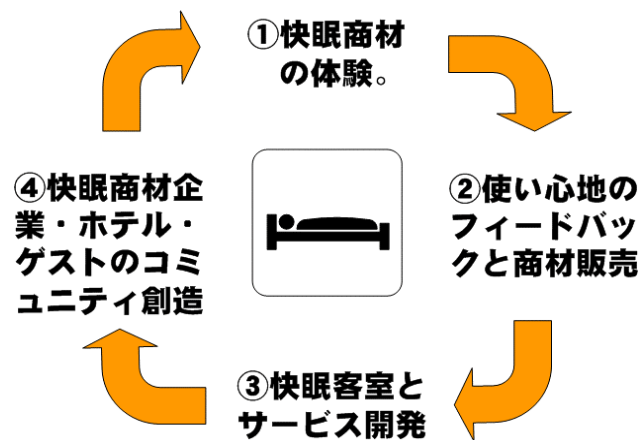 ①快眠商材
の体験。
②使い心地の
フィードバッ
クと商材販売
③快眠客室と
サービス開発
④快眠商材企
業・ホテル・
ゲストのコミ
ュニティ創造